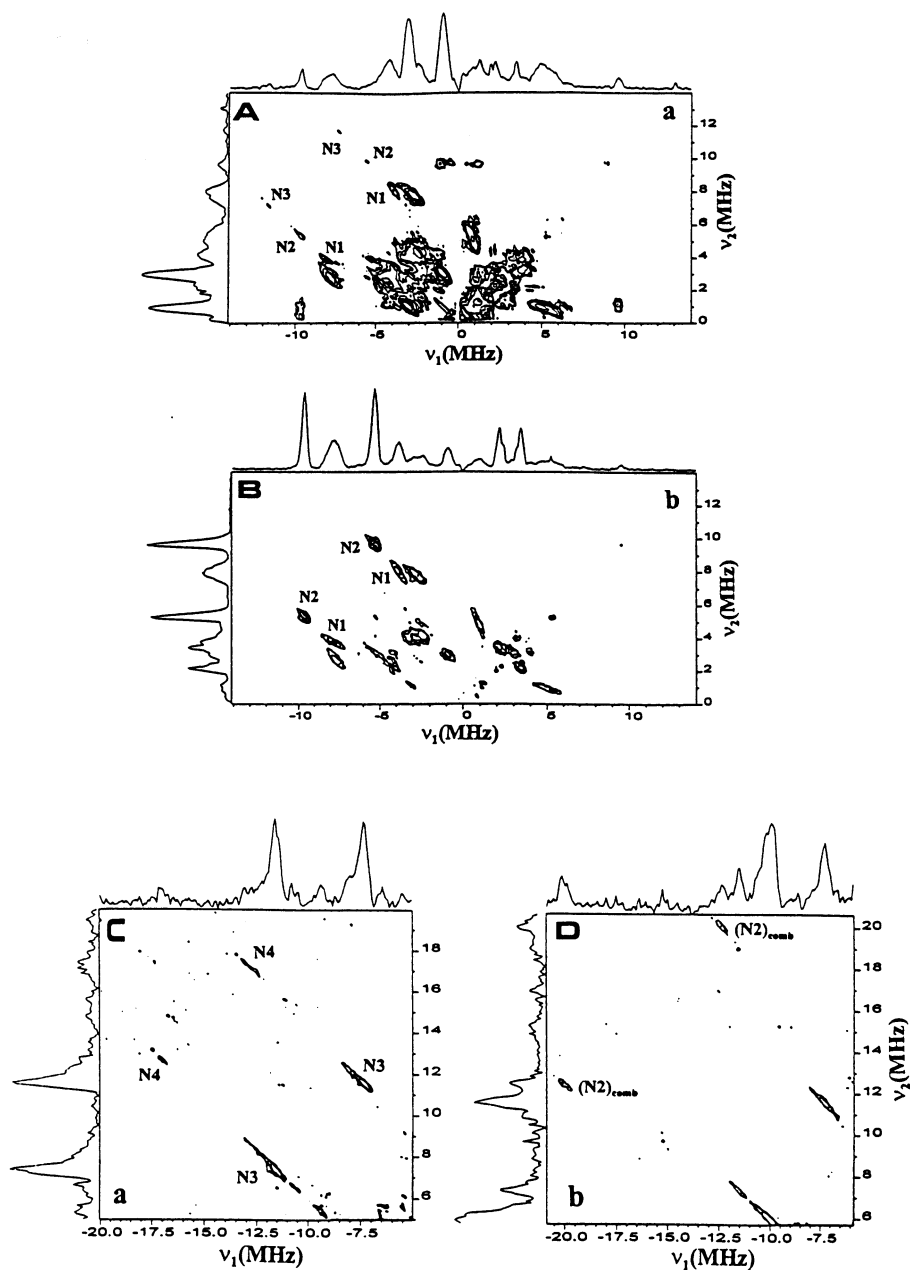 A a
N3
N2
N3
N1
N2
N1
12
10
8
6
4
2
0
ν₂(MHz)
-10 -5 0 5 10
ν₁(MHz)
B b
N2
N1
N2
N1
12
10
8
6
4
2
0
ν₂(MHz)
-10 -5 0 5 10
ν₁(MHz)
C
N4
N4
N3
N3
a
18
16
14
12
10
8
6
-20.0 -17.5 -15.0 -12.5 -10.0 -7.5
ν₁(MHz)
D
(N2)comb
(N2)comb
b
20
18
16
14
12
10
8
6
ν₂(MHz)
-20.0 -17.5 -15.0 -12.5 -10.0 -7.5
ν₁(MHz)